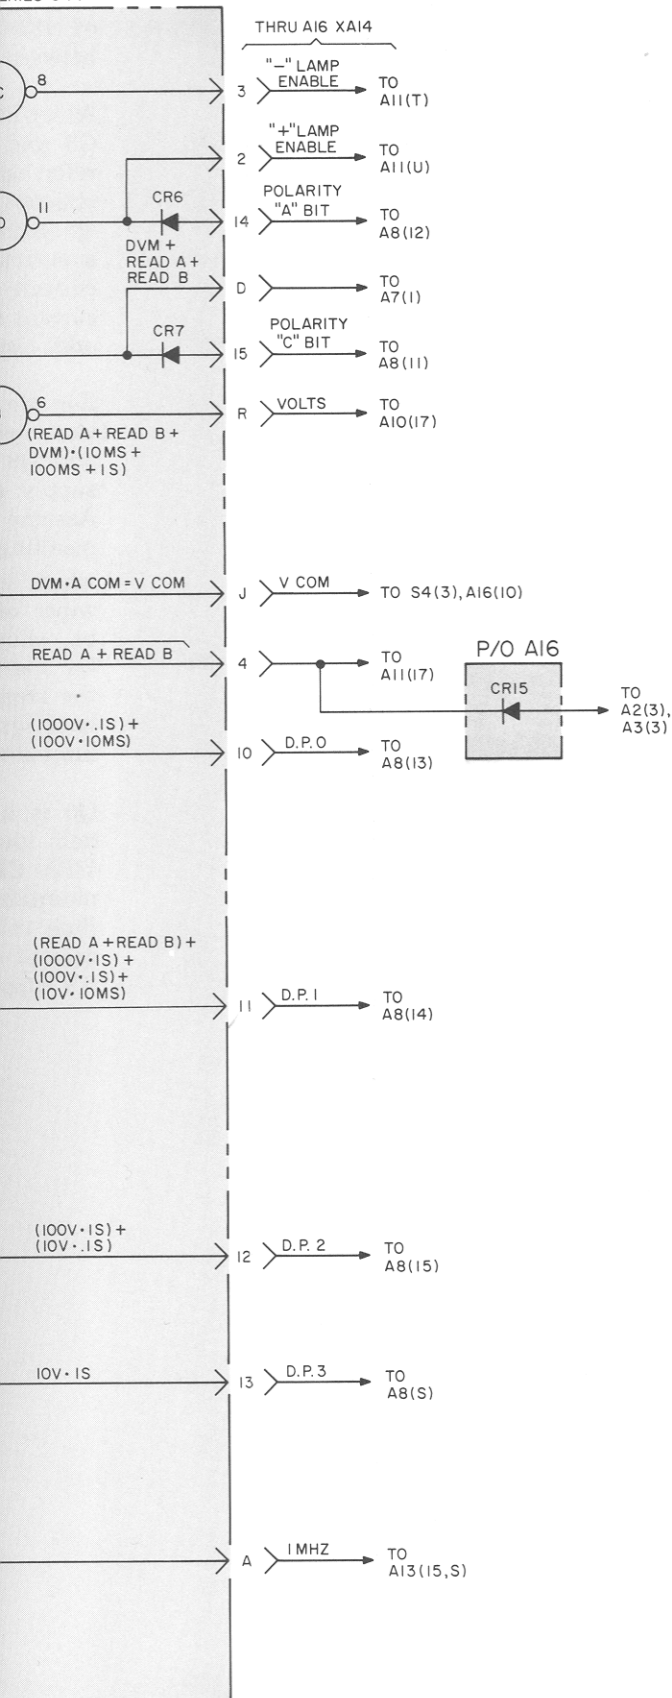 THRU A16 XA14
8
3
"–" LAMP
ENABLE
TO
A11(T)
2
"+" LAMP
ENABLE
TO
A11(U)
11
CR6
14
POLARITY
"A" BIT
TO
A8(12)
DVM +
READ A +
READ B
D
TO
A7(1)
CR7
15
POLARITY
"C" BIT
TO
A8(11)
6
R
VOLTS
TO
A10(17)
(READ A + READ B +
DVM)·(10MS +
100MS + 1S)
DVM·A COM = V COM
J
V COM
TO S4(3), A16(10)
READ A + READ B
4
TO
A11(17)
P/O A16
CR15
TO
A2(3),
A3(3)
(1000V·.1S) +
(100V·10MS)
10
D.P.0
TO
A8(13)
(READ A + READ B) +
(1000V·1S) +
(100V·.1S) +
(10V·10MS)
11
D.P.1
TO
A8(14)
(100V·1S) +
(10V·.1S)
12
D.P. 2
TO
A8(15)
10V·1S
13
D.P.3
TO
A8(S)
A
1MHZ
TO
A13(15,S)